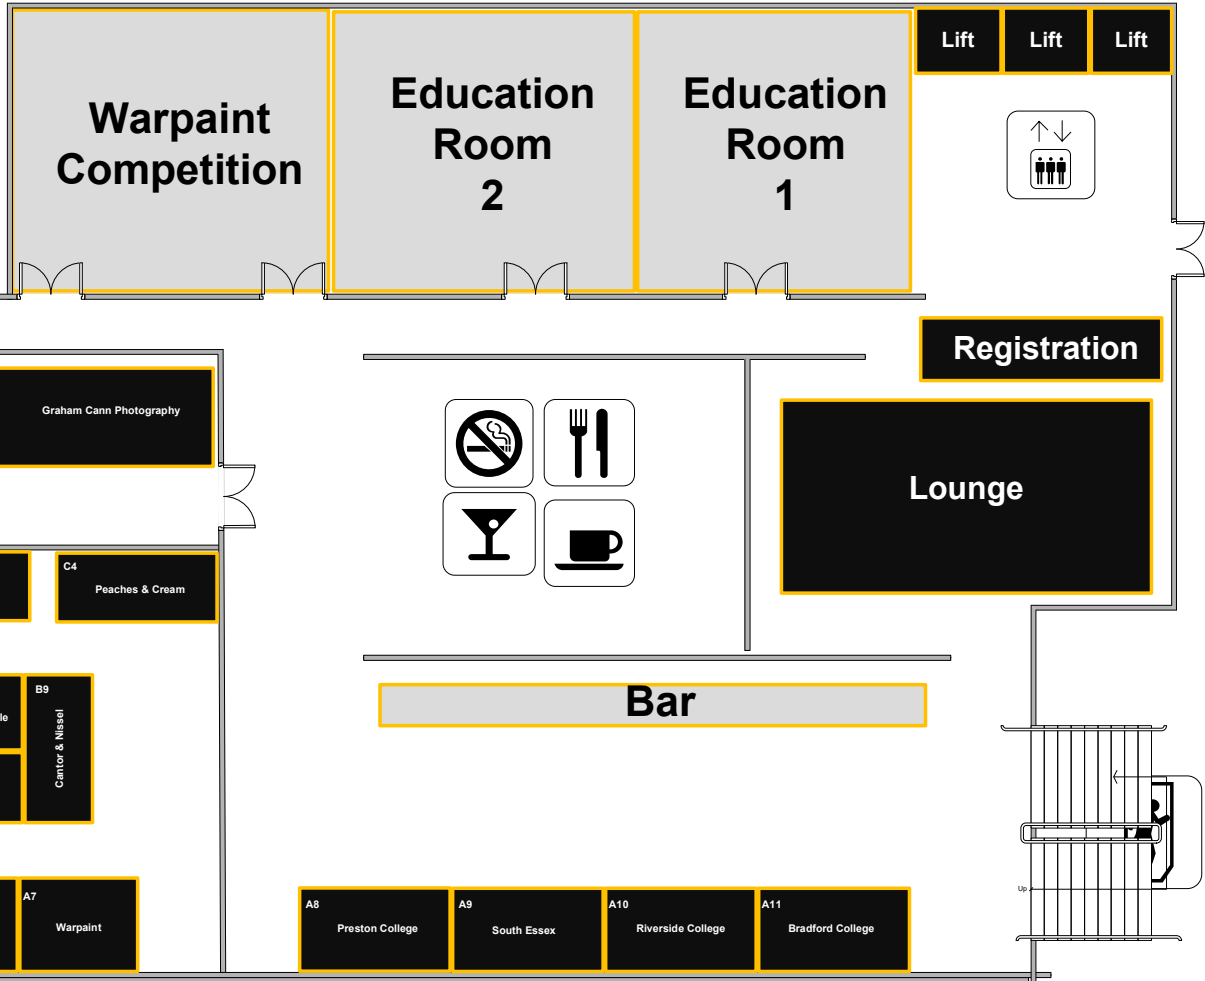 Warpaint
Competition
Education
Room
2
Education
Room
1
Lift
Lift
Lift
Registration
Graham Cann Photography
Lounge
C4
Peaches & Cream
Bar
B9
Cantor & Nissel
le
A7
Warpaint
A8
Preston College
A9
South Essex
A10
Riverside College
A11
Bradford College
Up